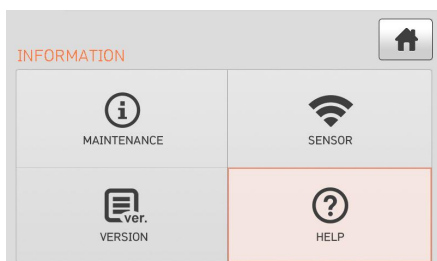 INFORMATION
MAINTENANCE
SENSOR
ver.
VERSION
HELP